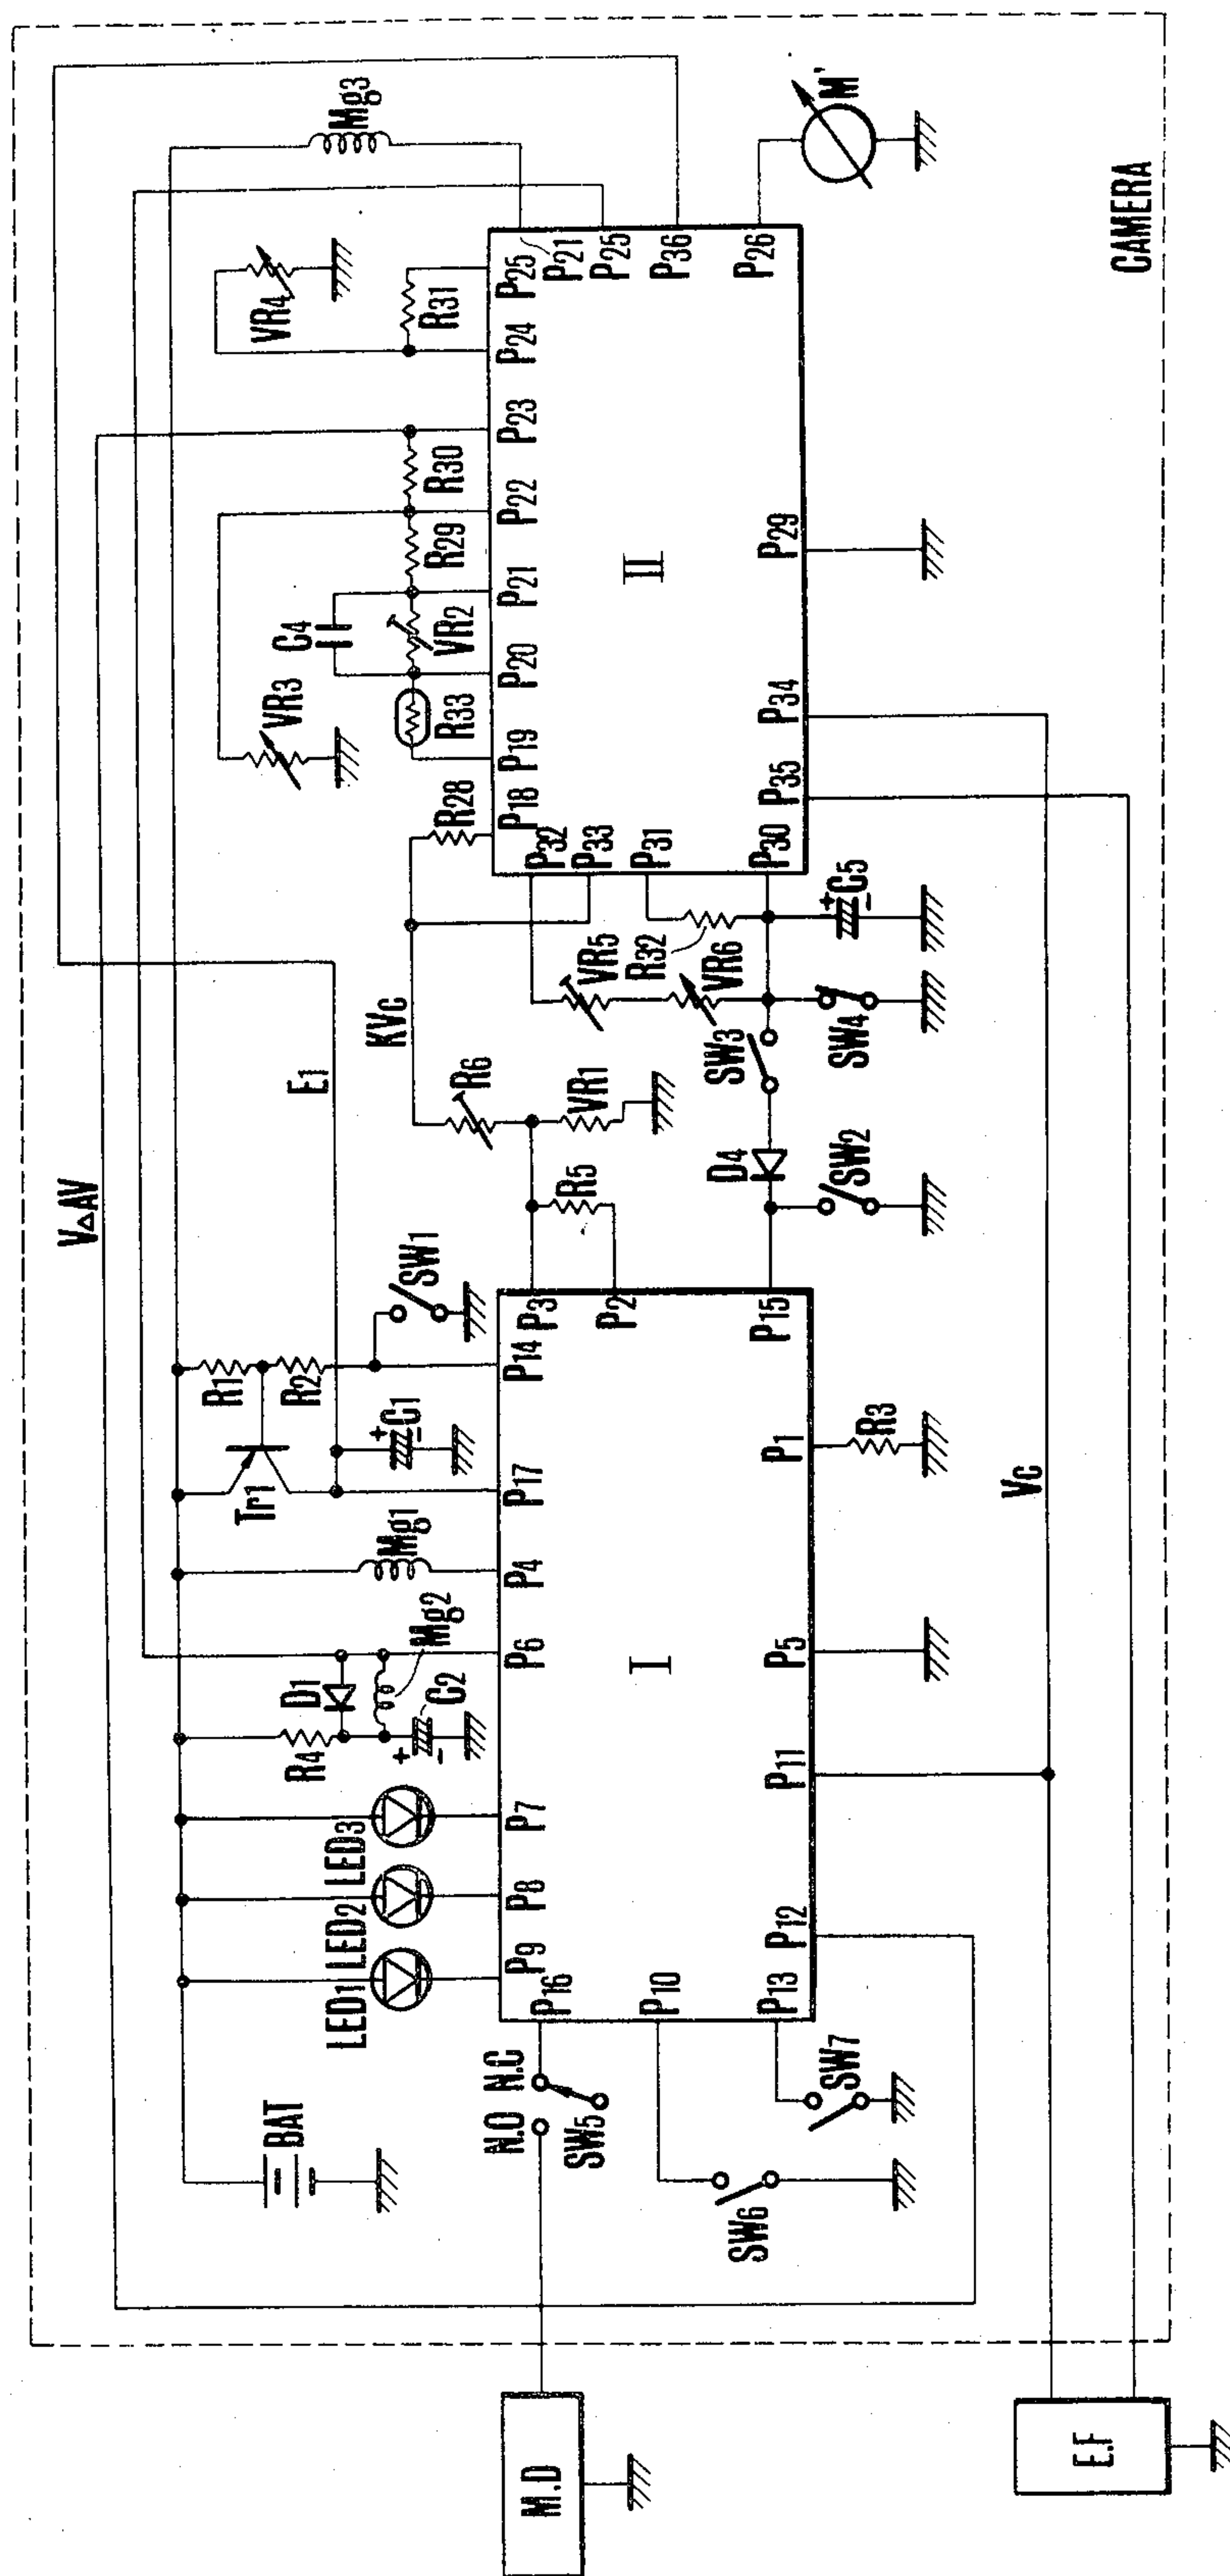 CAMERA
V△AV
E1
KVC
VC
BAT
LED1
LED2
LED3
R4
D1
Mg2
C2
Mg1
Tr1
R1
R2
C1
SW1
R5
R6
VR1
R28
VR3
C4
R33
VR2
R29
R30
VR4
R31
Mg3
P9
P8
P7
P6
P4
P17
P14
P16
P10
P13
P12
P11
P5
P1
P3
P2
P15
I
P18
P19
P20
P21
P22
P23
P24
P25
P21
P25
P36
P26
P32
P33
P31
P30
P35
P34
P29
II
N.O
N.C
SW5
SW6
SW7
R3
D4
SW2
SW3
SW4
VR5
VR6
R32
C5
M'
M.D
E.F